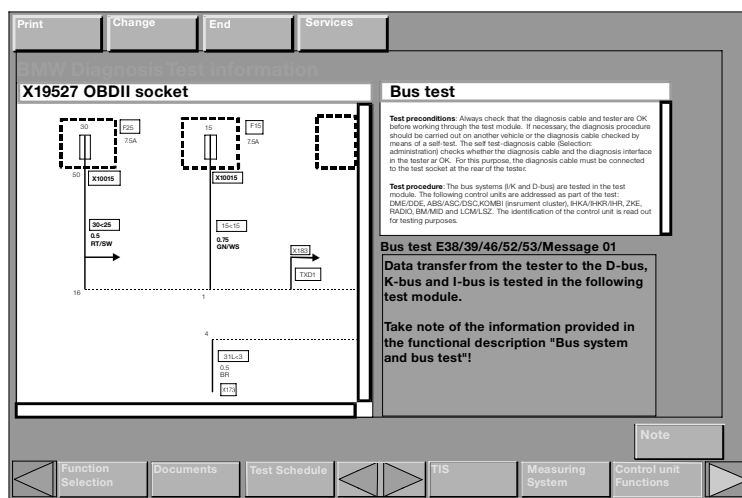 Print
Change
End
Services
BMW Diagnosis Test information
X19527 OBDII socket
30
F25
7.5A
15
F15
7.5A
50
X10015
X10015
30<25
0.5
RT/SW
15<15
0.75
GN/WS
X183
TXD1
16
1
4
31L<3
0.5
BR
X173
Bus test
Test preconditions: Always check that the diagnosis cable and tester are OK
before working through the test module. If necessary, the diagnosis procedure
should be carried out on another vehicle or the diagnosis cable checked by
means of a self-test. The self test-diagnosis cable (Selection:
administration) checks whether the diagnosis cable and the diagnosis interface
in the tester ar OK. For this purpose, the diagnosis cable must be connected
to the test socket at the rear of the tester.
Test procedure: The bus systems (I/K and D-bus) are tested in the test
module. The following control units are addressed as part of the test:
DME/DDE, ABS/ASC/DSC,KOMBI (insrument cluster), IHKA/IHKR/IHR, ZKE,
RADIO, BM/MID and LCM/LSZ. The identification of the control unit is read out
for testing purposes.
Bus test E38/39/46/52/53/Message 01
Data transfer from the tester to the D-bus,
K-bus and I-bus is tested in the following
test module.
Take note of the information provided in
the functional description "Bus system
and bus test"!
Note
Function
Selection
Documents
Test Schedule
TIS
Measuring
System
Control unit
Functions